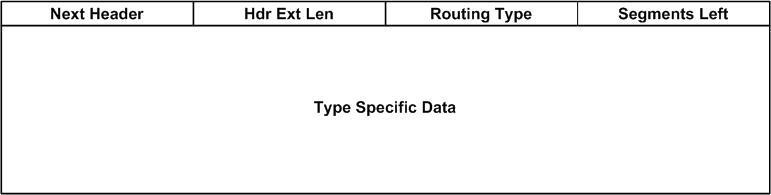 Next Header Hdr Ext Len Routing Type Segments Left
Type Specific Data